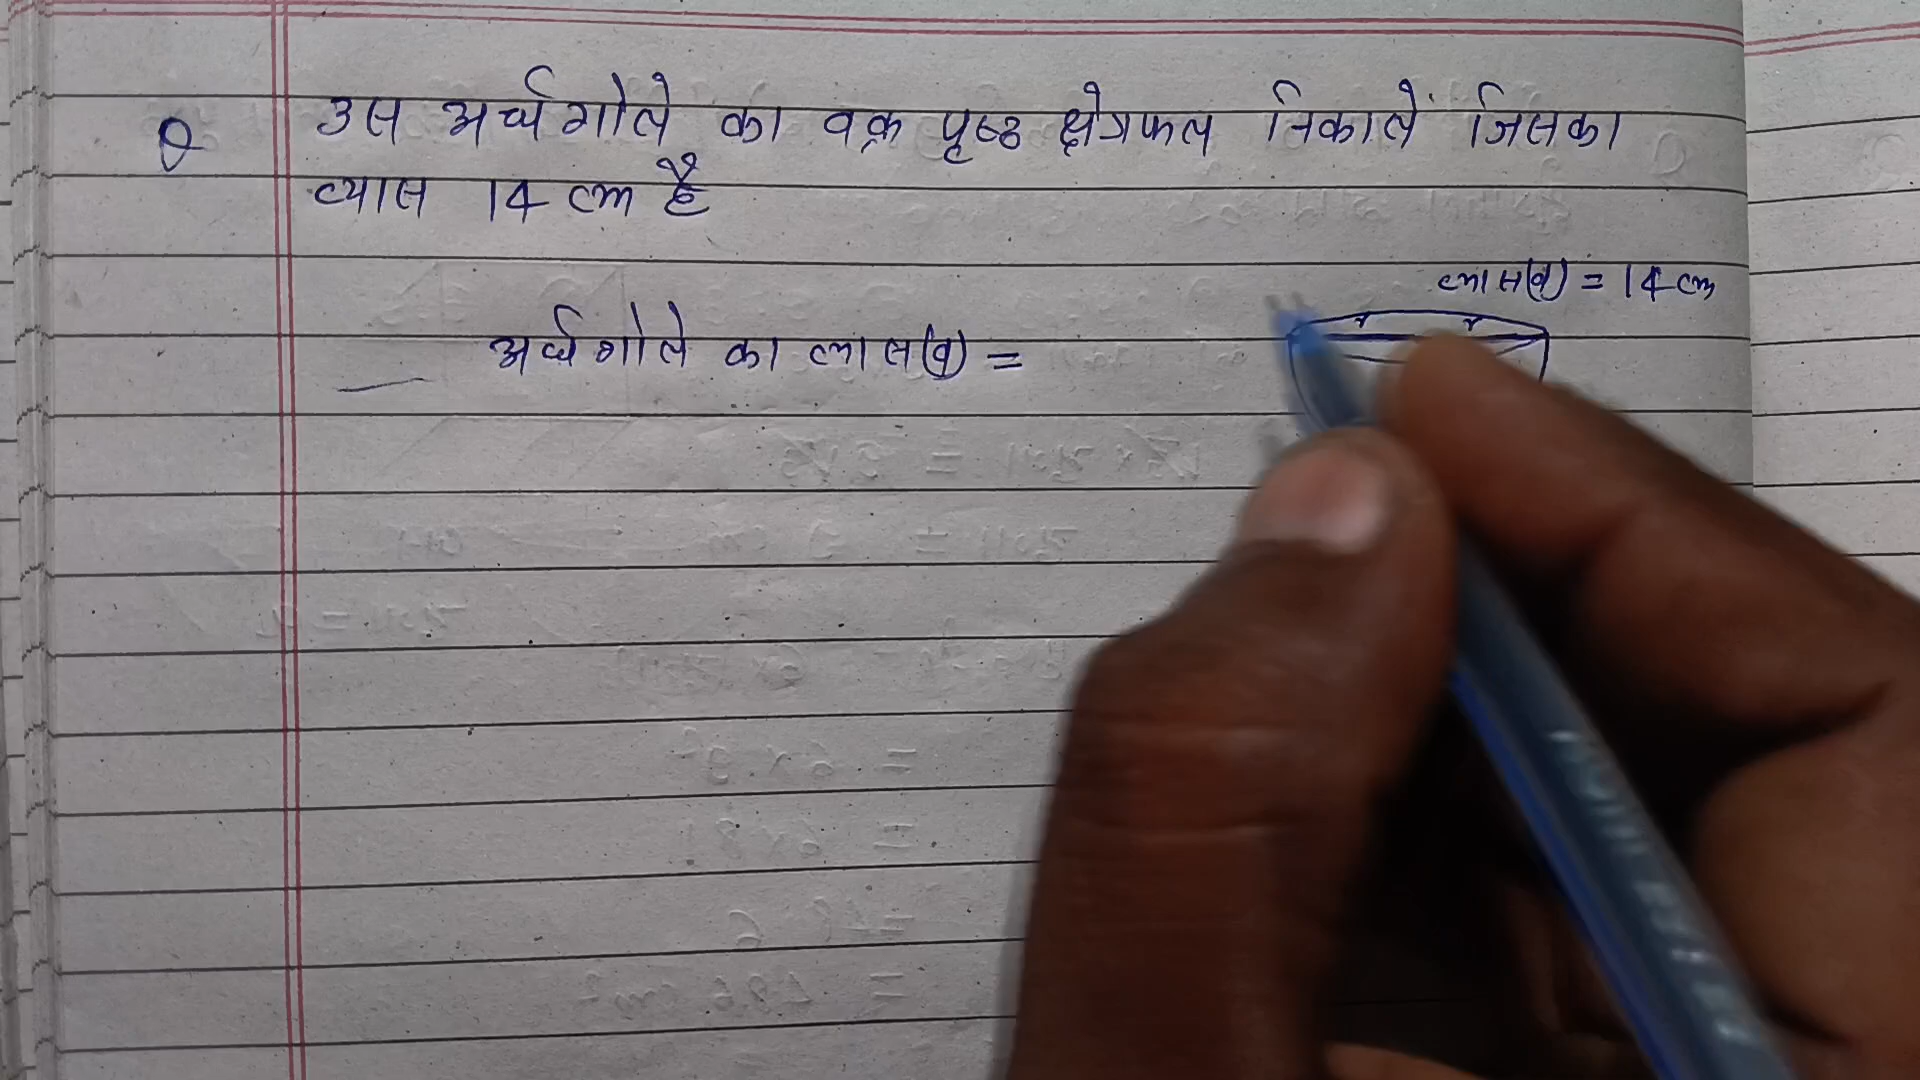 Q उस अर्धगोले का वक्र पृष्ठ क्षेत्रफल निकालें जिसका
व्यास 14 cm है
व्यास(d) = 14 cm
r r
अर्धगोले का व्यास(d) =